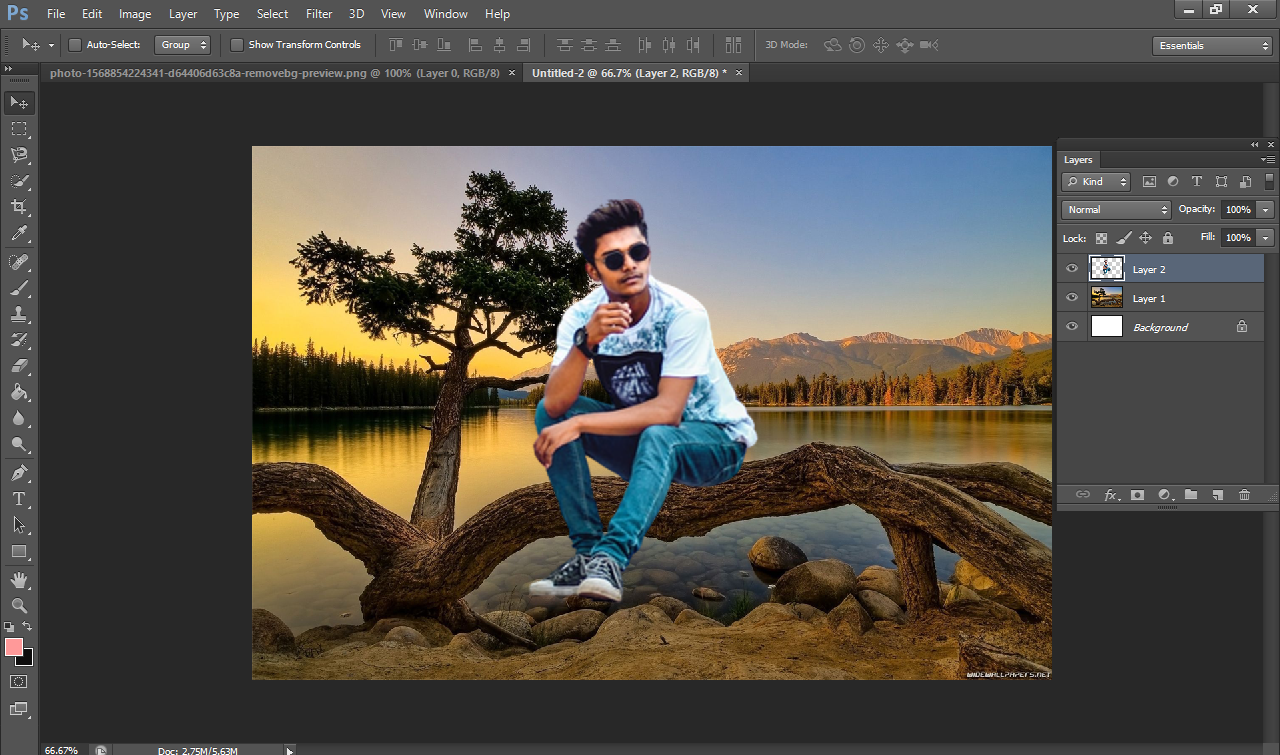 Ps File Edit Image Layer Type Select Filter 3D View Window Help
Auto-Select: Group Show Transform Controls 3D Mode: Essentials
photo-1568854224341-d64406d63c8a-removebg-preview.png @ 100% (Layer 0, RGB/8) × Untitled-2 @ 66.7% (Layer 2, RGB/8) * ×
Layers
Kind
Normal Opacity: 100%
Lock: Fill: 100%
Layer 2
Layer 1
Background
fx
WIDEWALLPAPERS.NET
66.67% Doc: 2.75M/5.63M